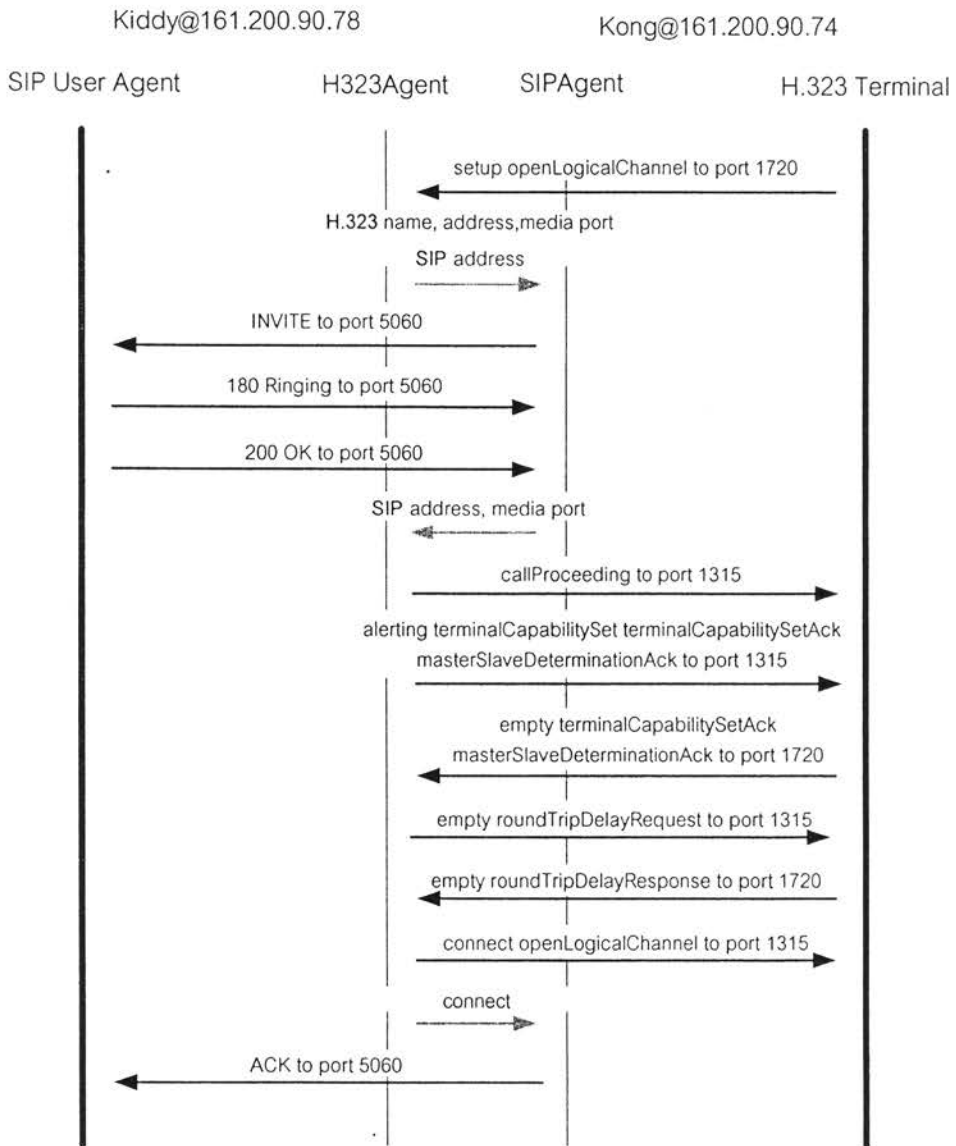 Kiddy@161.200.90.78
Kong@161.200.90.74
SIP User Agent
H323Agent
SIPAgent
H.323 Terminal
setup openLogicalChannel to port 1720
H.323 name, address,media port
SIP address
INVITE to port 5060
180 Ringing to port 5060
200 OK to port 5060
SIP address, media port
callProceeding to port 1315
alerting terminalCapabilitySet terminalCapabilitySetAck
masterSlaveDeterminationAck to port 1315
empty terminalCapabilitySetAck
masterSlaveDeterminationAck to port 1720
empty roundTripDelayRequest to port 1315
empty roundTripDelayResponse to port 1720
connect openLogicalChannel to port 1315
connect
ACK to port 5060